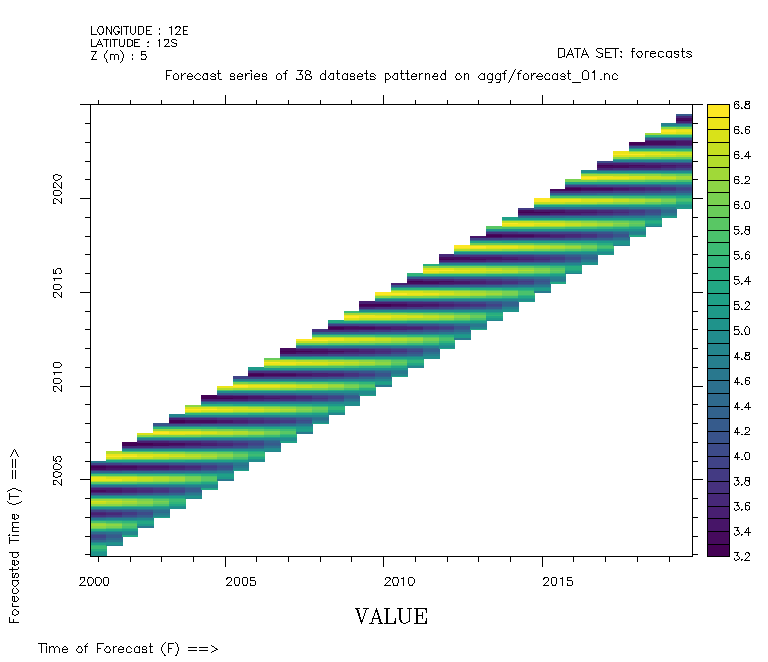 LONGITUDE : 12E
LATITUDE : 12S
Z (m) : 5
DATA SET: forecasts
Forecast series of 38 datasets patterned on aggf/forecast_01.nc
6.8
6.6
6.4
6.2
6.0
5.8
5.6
5.4
5.2
5.0
4.8
4.6
4.4
4.2
4.0
3.8
3.6
3.4
3.2
2020
2015
2010
2005
Forecasted Time (T) ==>
2000 2005 2010 2015
VALUE
Time of Forecast (F) ==>